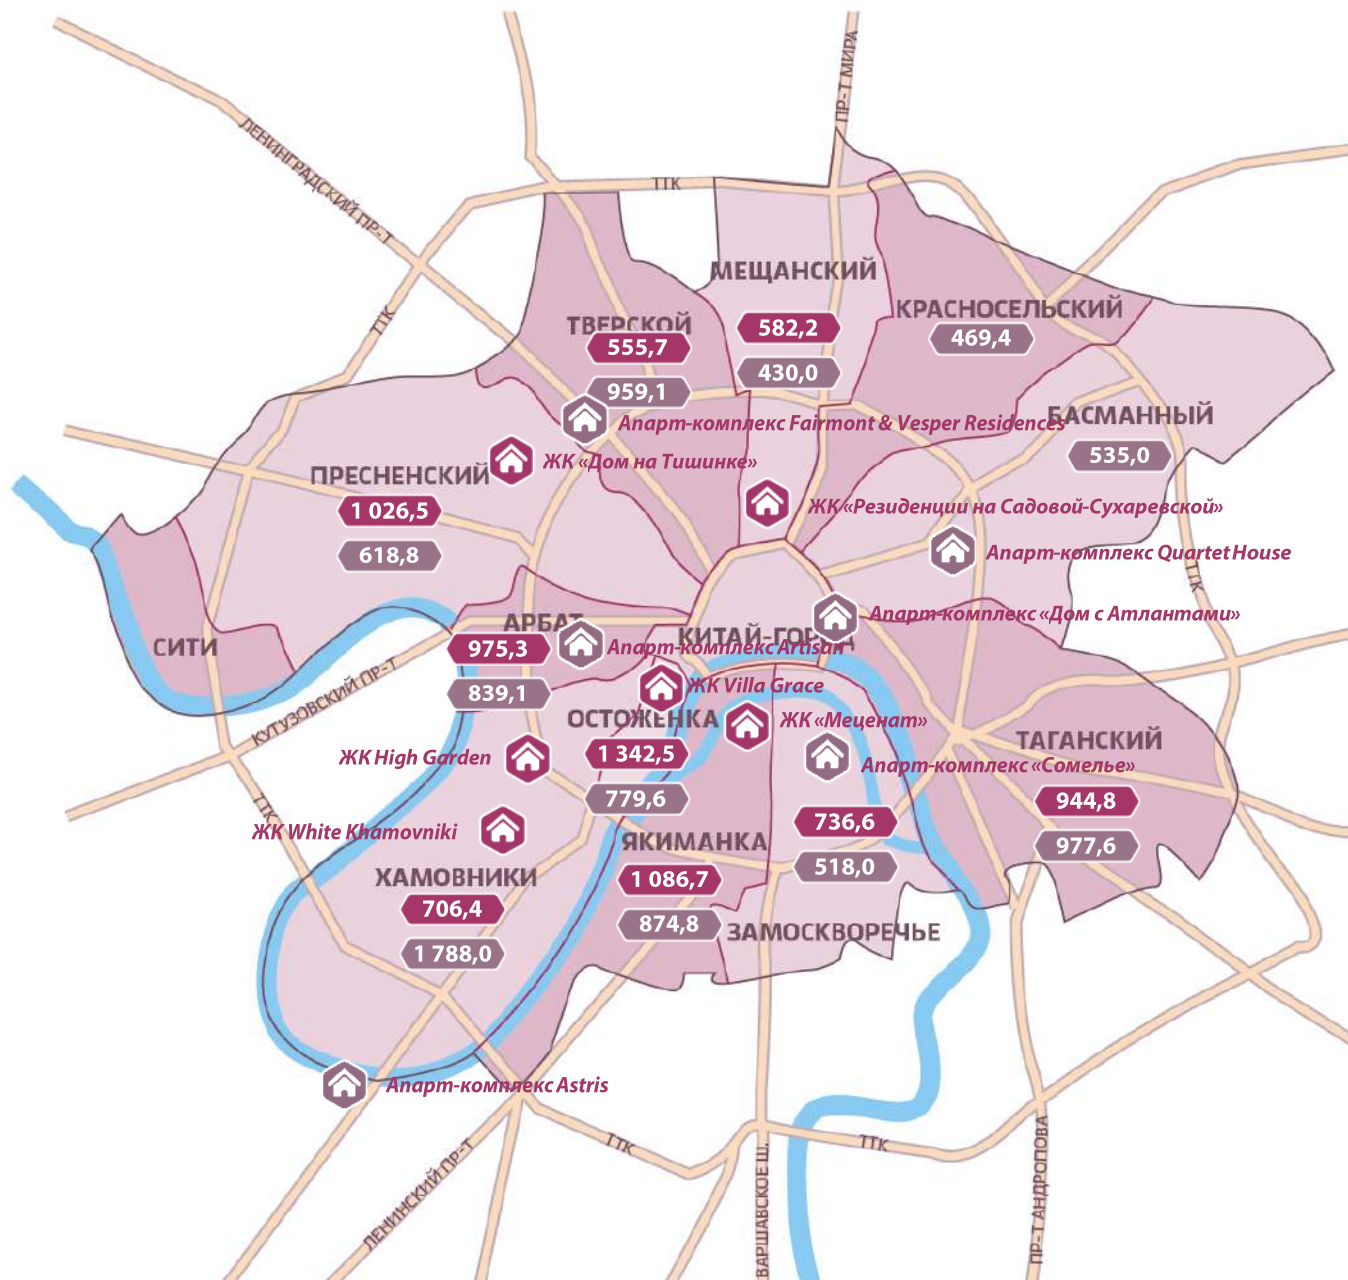 ПР-Т МИРА
ЛЕНИНГРАДСКИЙ ПР-Т
ТТК
МЕЩАНСКИЙ
582,2
430,0
КРАСНОСЕЛЬСКИЙ
469,4
ТТК
ТВЕРСКОЙ
555,7
959,1
Апарт-комплекс Fairmont & Vesper Residences
БАСМАННЫЙ
535,0
ПРЕСНЕНСКИЙ
1 026,5
618,8
ЖК «Дом на Тишинке»
ЖК «Резиденции на Садовой-Сухаревской»
Апарт-комплекс Quartet House
ТТК
Апарт-комплекс «Дом с Атлантами»
СИТИ
АРБАТ
975,3
839,1
КИТАЙ-ГОРОД
Апарт-комплекс Artisan
КУТУЗОВСКИЙ ПР-Т
ЖК Villa Grace
ОСТОЖЕНКА
1 342,5
779,6
ЖК «Меценат»
ЖК High Garden
Апарт-комплекс «Сомелье»
ТАГАНСКИЙ
944,8
977,6
ТТК
ЖК White Khamovniki
736,6
518,0
ЯКИМАНКА
1 086,7
874,8
ХАМОВНИКИ
706,4
1 788,0
ЗАМОСКВОРЕЧЬЕ
Апарт-комплекс Astris
ТТК
ТТК
ЛЕНИНСКИЙ ПР-Т
ВАРШАВСКОЕ Ш.
ПР-Т АНДРОПОВА